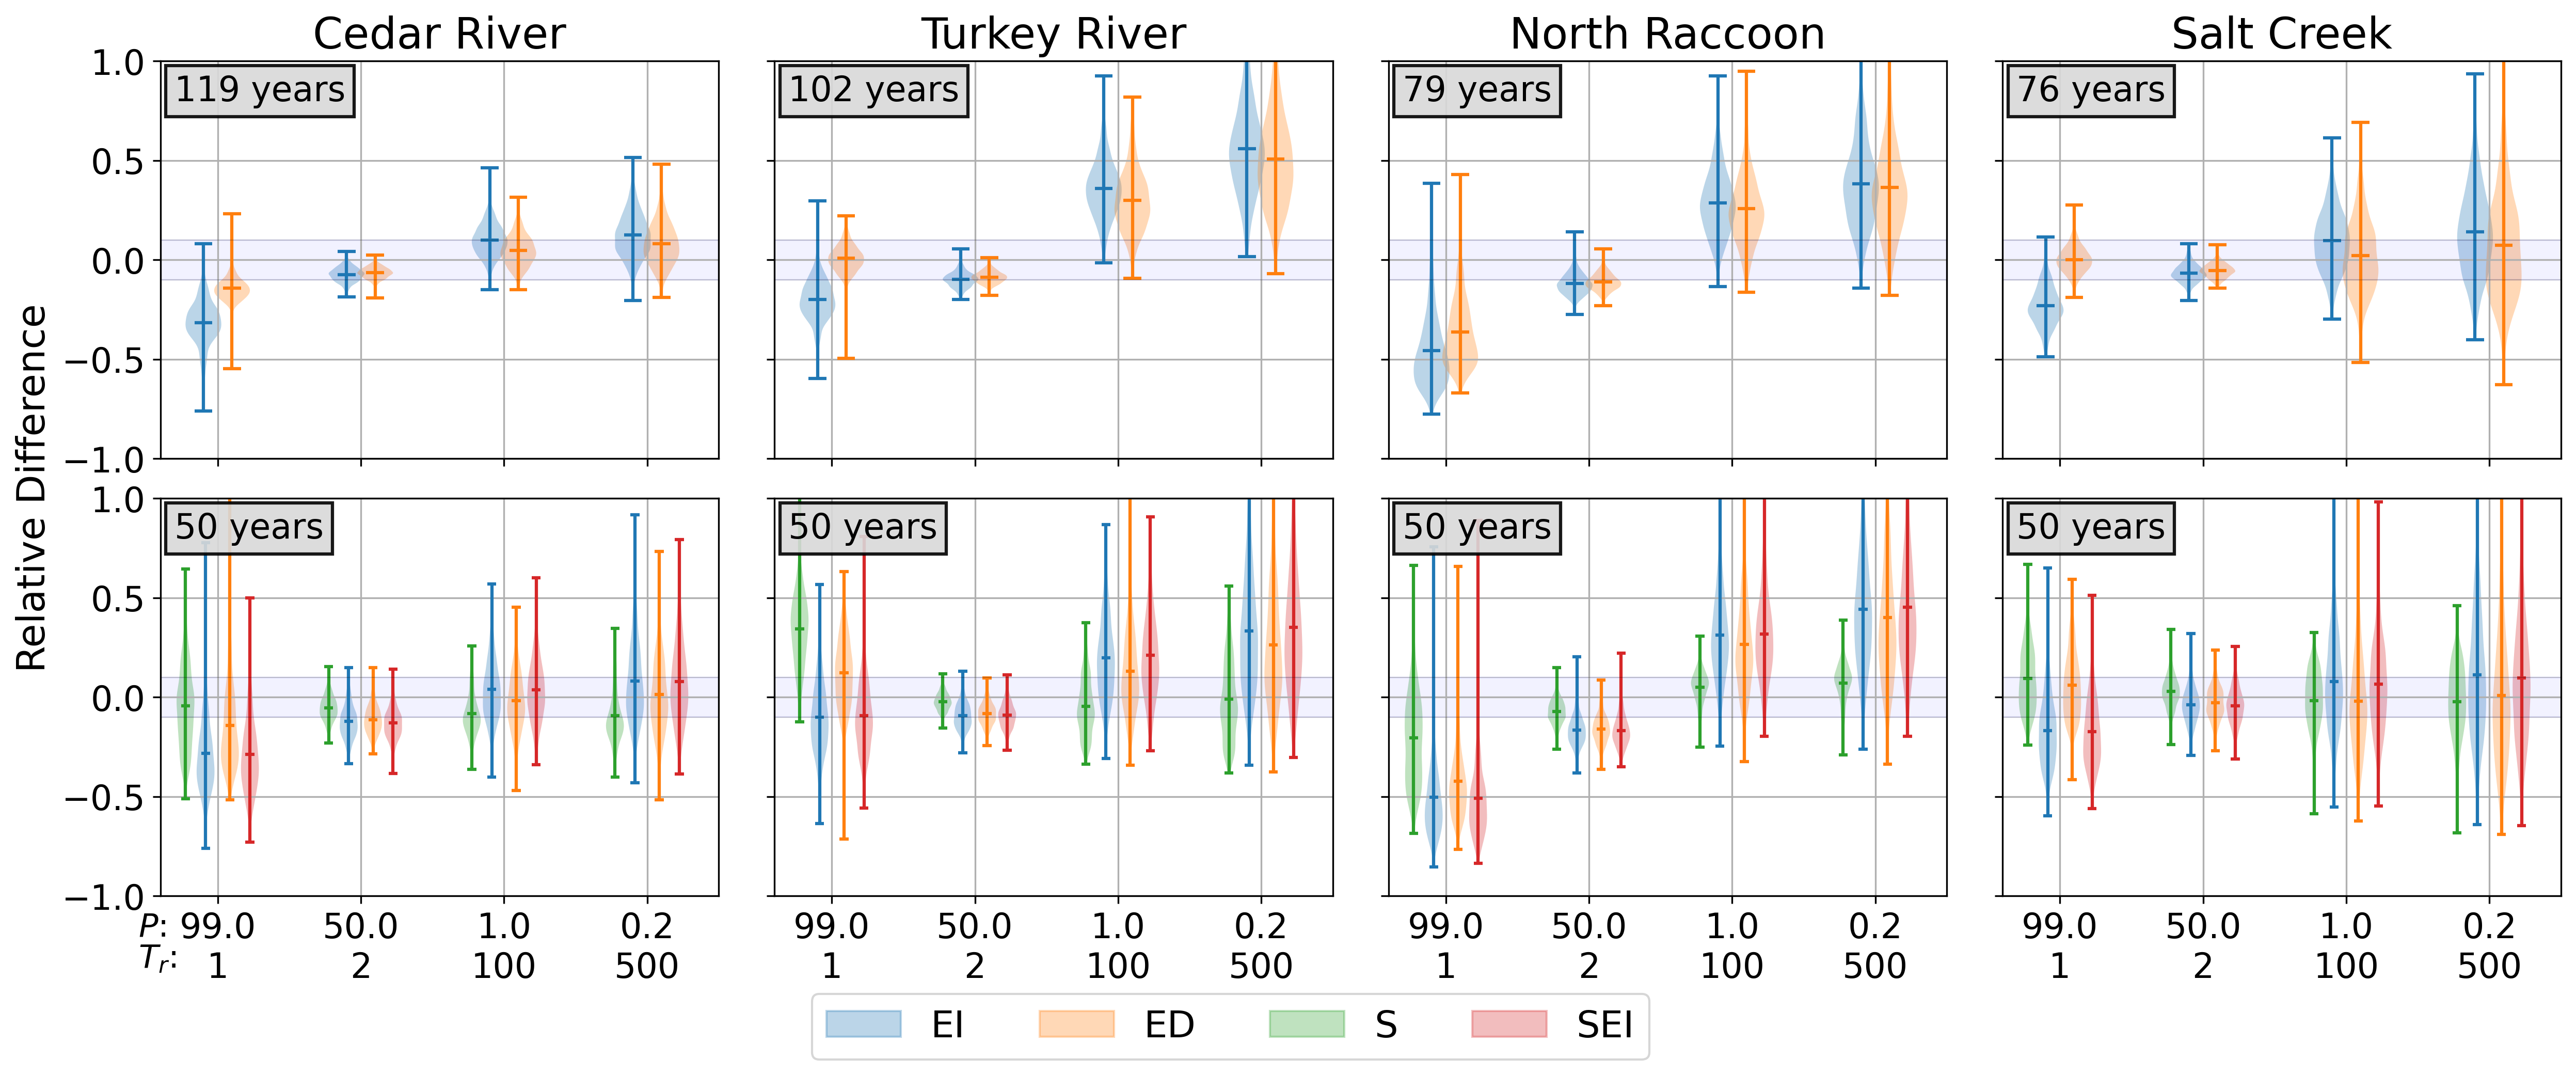 Cedar River Turkey River North Raccoon Salt Creek
Relative Difference
1.0
0.5
0.0
−0.5
−1.0
119 years 102 years 79 years 76 years
1.0
0.5
0.0
−0.5
−1.0
50 years 50 years 50 years 50 years
P: 99.0 50.0 1.0 0.2 99.0 50.0 1.0 0.2 99.0 50.0 1.0 0.2 99.0 50.0 1.0 0.2
Tr: 1 2 100 500 1 2 100 500 1 2 100 500 1 2 100 500
EI ED S SEI